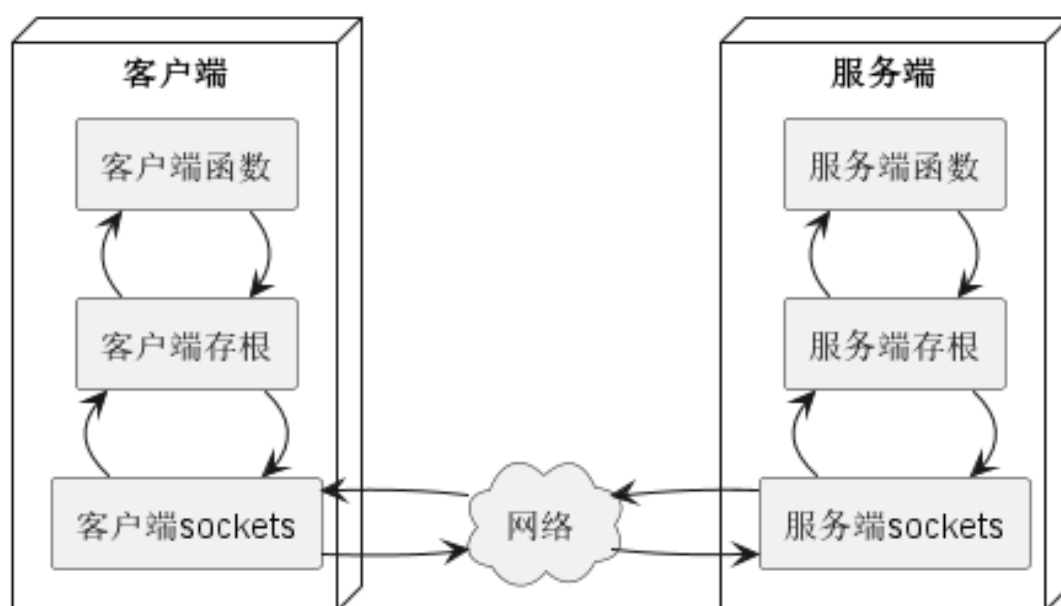 客户端
服务端
客户端函数
服务端函数
客户端存根
服务端存根
客户端sockets
网络
服务端sockets